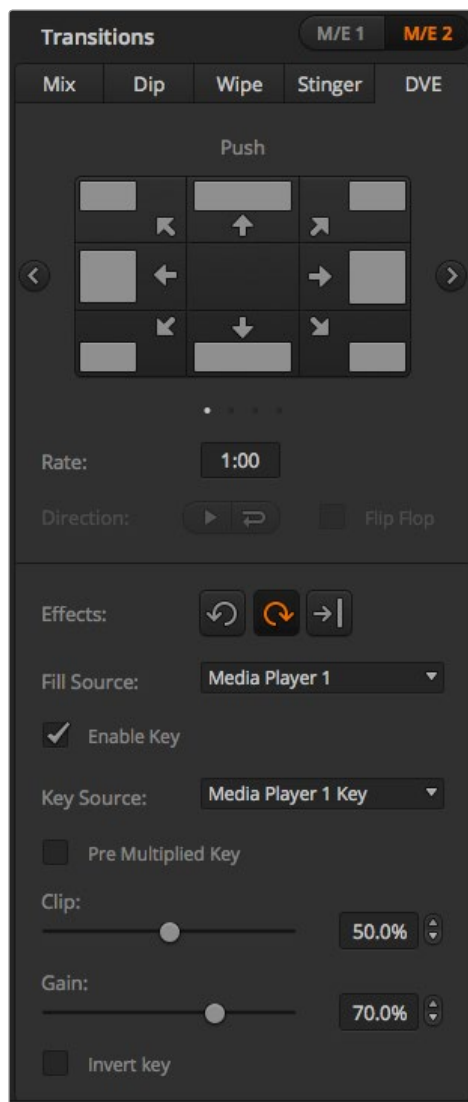 Transitions M/E 1 M/E 2
Mix Dip Wipe Stinger DVE
Push
Rate: 1:00
Direction: Flip Flop
Effects:
Fill Source: Media Player 1
Enable Key
Key Source: Media Player 1 Key
Pre Multiplied Key
Clip:
50.0%
Gain:
70.0%
Invert key